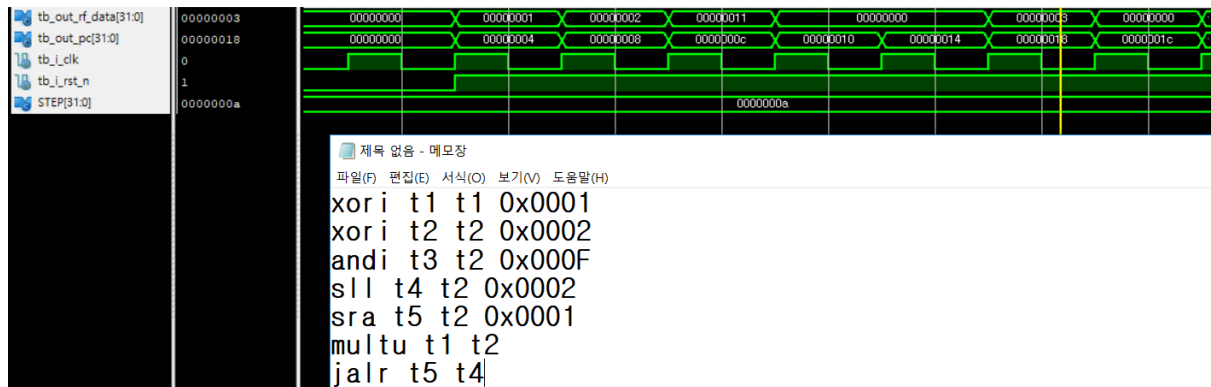 tb_out_rf_data[31:0] 00000003 00000000 00000001 00000002 00000011 00000000 00000003 00000000
tb_out_pc[31:0] 00000018 00000000 00000004 00000008 0000000c 00000010 00000014 00000018 0000001c
tb_i_clk 0
tb_i_rst_n 1
STEP[31:0] 0000000a 0000000a
제목 없음 - 메모장
파일(F) 편집(E) 서식(O) 보기(V) 도움말(H)
xori t1 t1 0x0001
xori t2 t2 0x0002
andi t3 t2 0x000F
sll t4 t2 0x0002
sra t5 t2 0x0001
multu t1 t2
jalr t5 t4